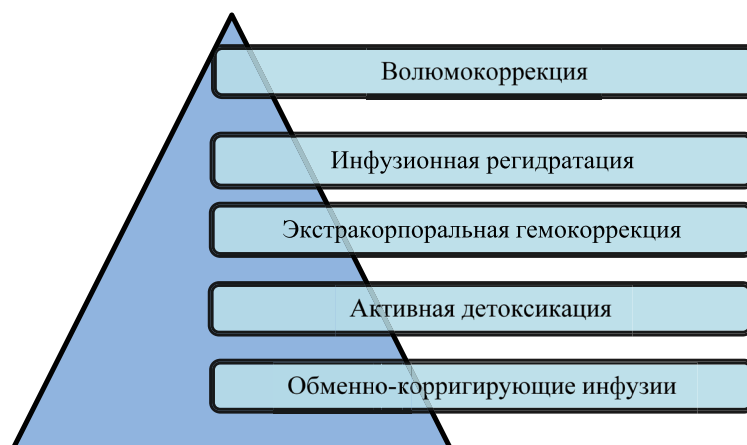 Волюмокоррекция
Инфузионная регидратация
Экстракорпоральная гемокоррекция
Активная детоксикация
Обменно-корригирующие инфузии